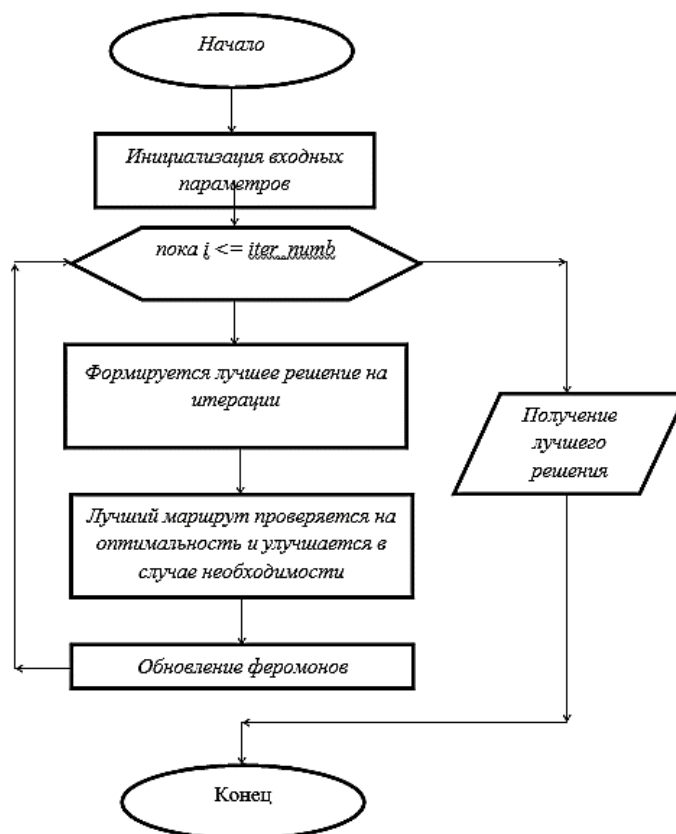 Начало
Инициализация входных
параметров
пока i <= iter_numb
Формируется лучшее решение на
итерации
Получение
лучшего
решения
Лучший маршрут проверяется на
оптимальность и улучшается в
случае необходимости
Обновление феромонов
Конец